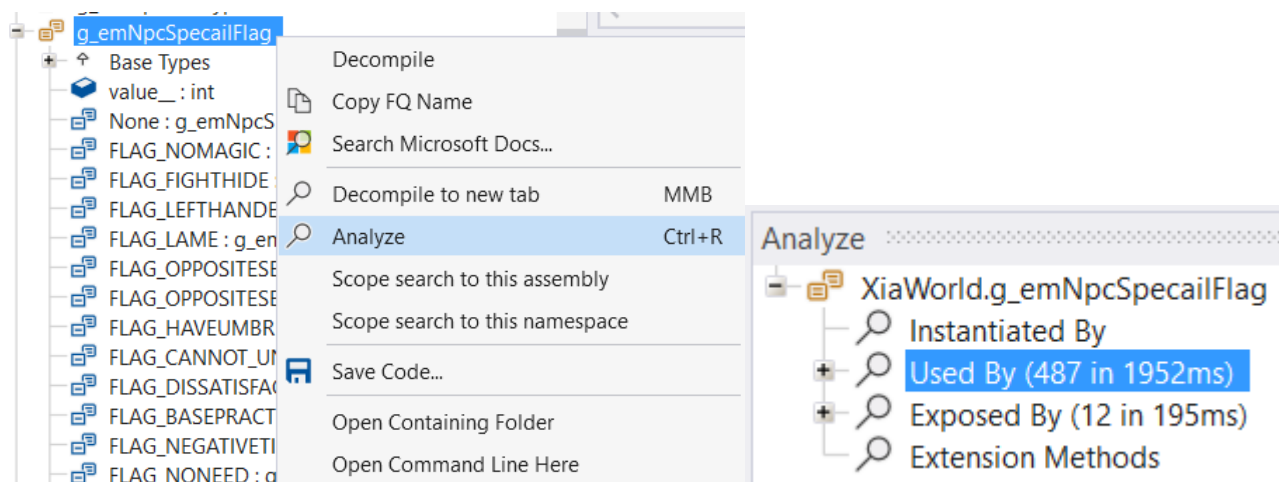 g_emNpcSpecailFlag
Base Types
value__ : int
None : g_emNpcS
FLAG_NOMAGIC :
FLAG_FIGHTHIDE :
FLAG_LEFTHANDE
FLAG_LAME : g_en
FLAG_OPPOSITESE
FLAG_OPPOSITESE
FLAG_HAVEUMBR
FLAG_CANNOT_UN
FLAG_DISSATISFA
FLAG_BASEPRACT
FLAG_NEGATIVETI
FLAG_NONEED : g
Decompile
Copy FQ Name
Search Microsoft Docs...
Decompile to new tab MMB
Analyze Ctrl+R
Scope search to this assembly
Scope search to this namespace
Save Code...
Open Containing Folder
Open Command Line Here
Analyze
XiaWorld.g_emNpcSpecailFlag
Instantiated By
Used By (487 in 1952ms)
Exposed By (12 in 195ms)
Extension Methods